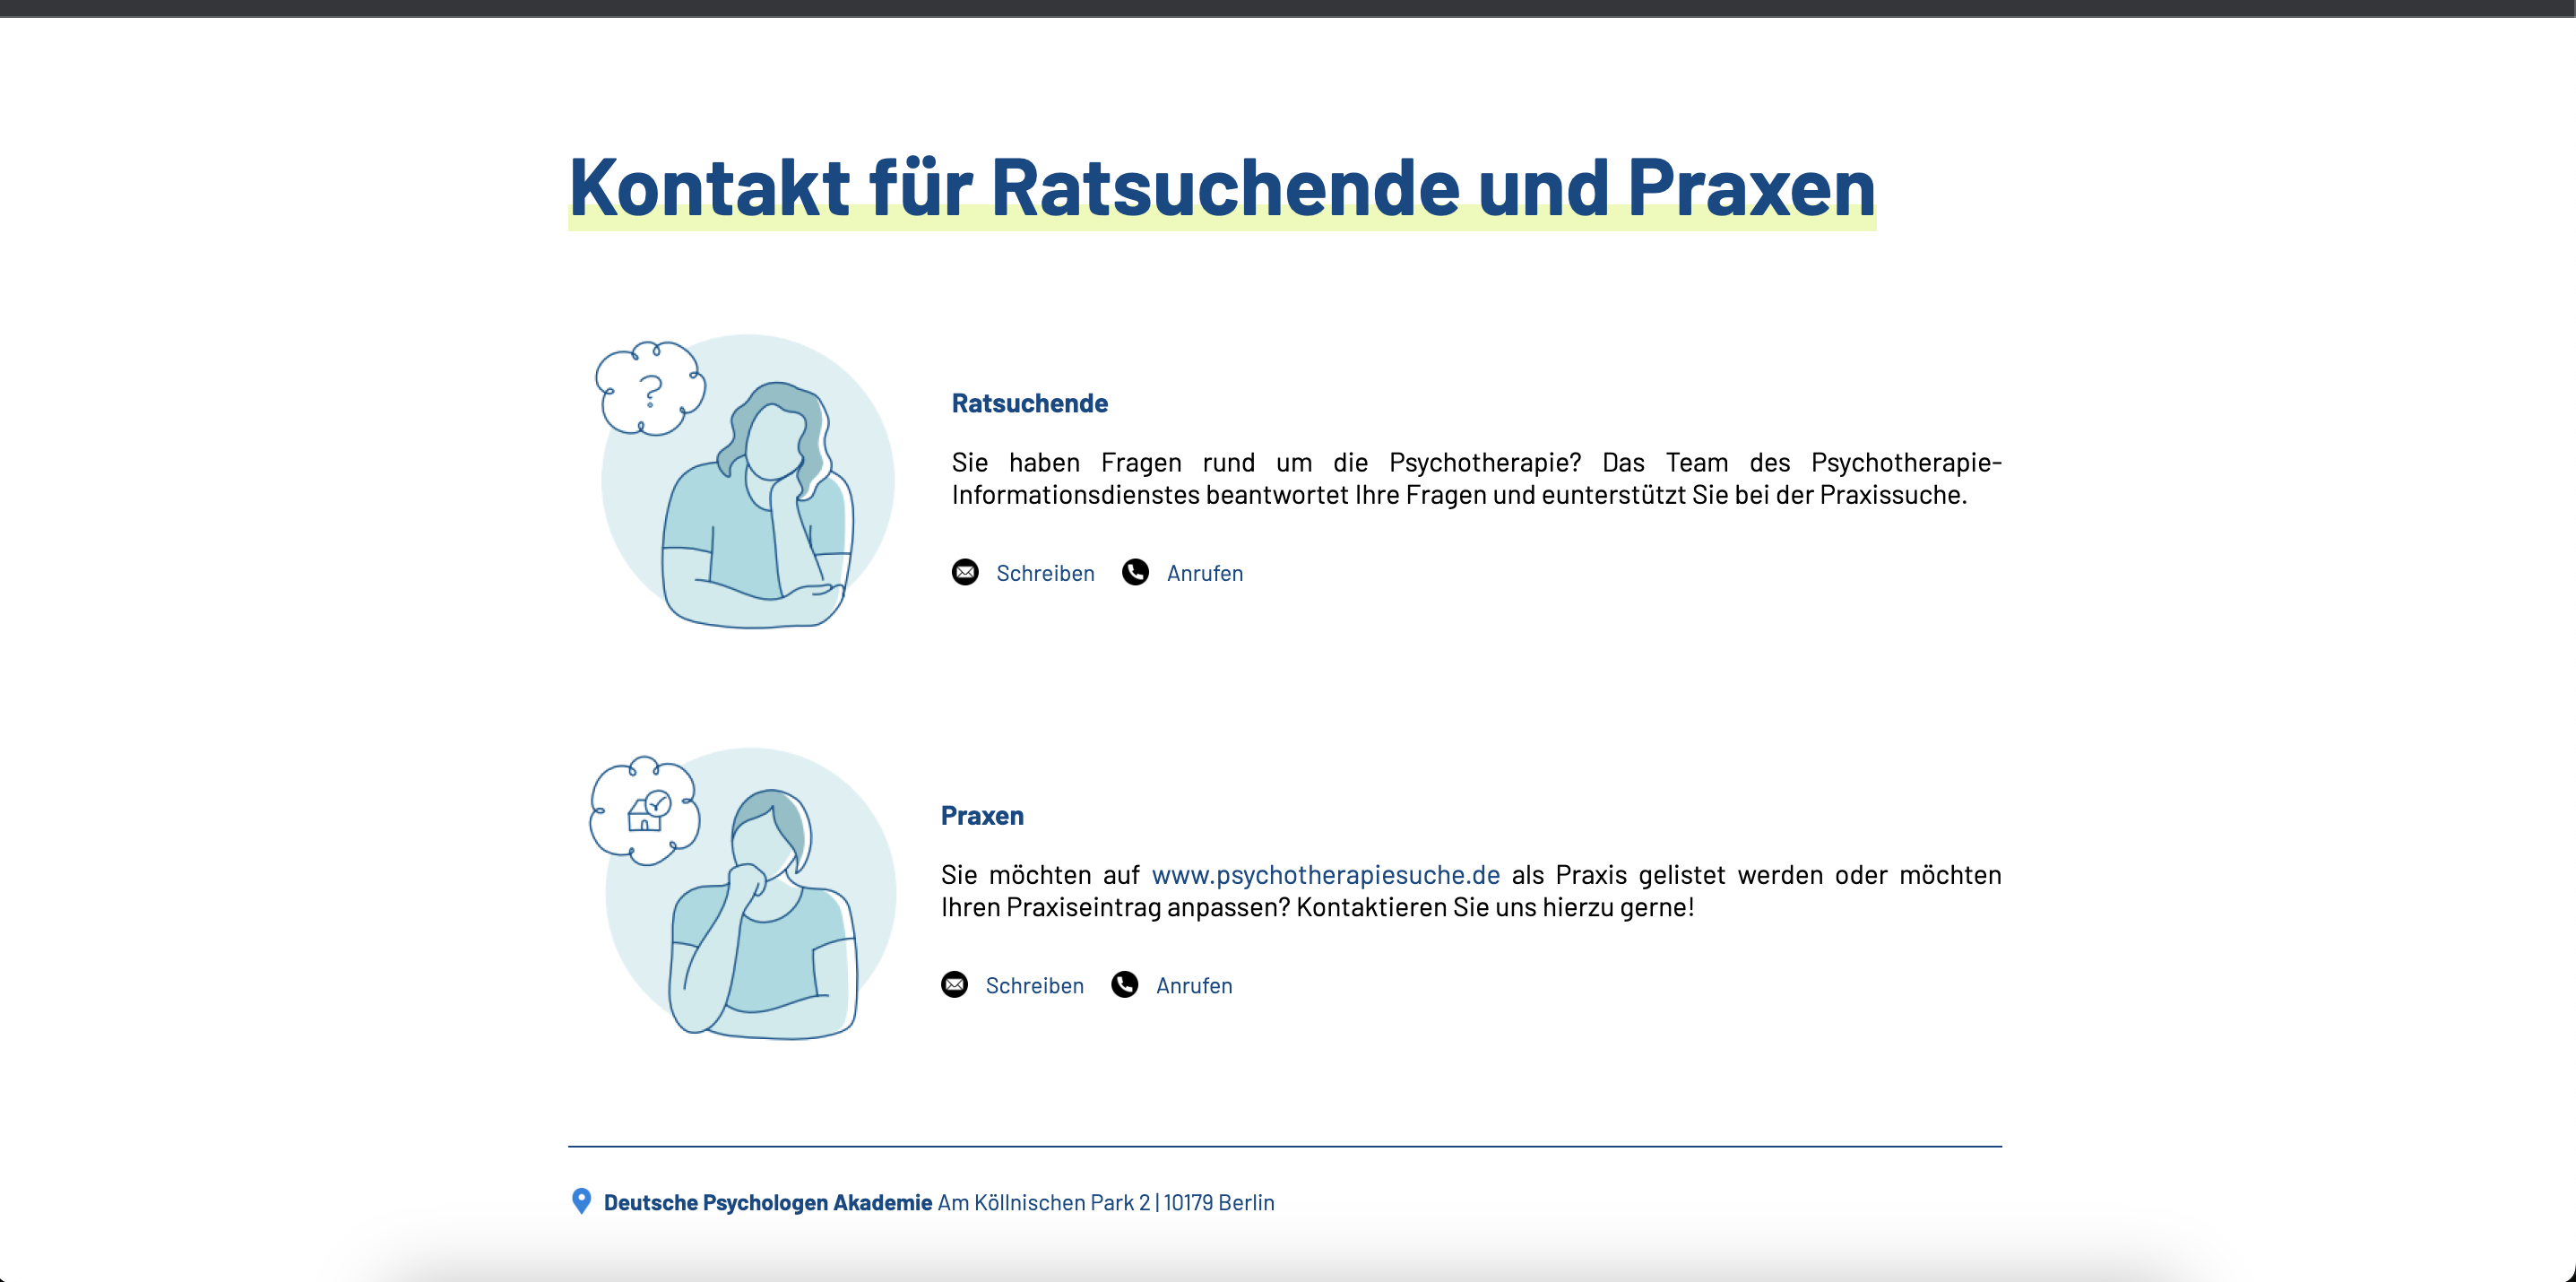 Kontakt für Ratsuchende und Praxen
?
Ratsuchende
Sie haben Fragen rund um die Psychotherapie? Das Team des Psychotherapie-
Informationsdienstes beantwortet Ihre Fragen und eunterstützt Sie bei der Praxissuche.
Schreiben Anrufen
Praxen
Sie möchten auf www.psychotherapiesuche.de als Praxis gelistet werden oder möchten
Ihren Praxiseintrag anpassen? Kontaktieren Sie uns hierzu gerne!
Schreiben Anrufen
Deutsche Psychologen Akademie Am Köllnischen Park 2 | 10179 Berlin